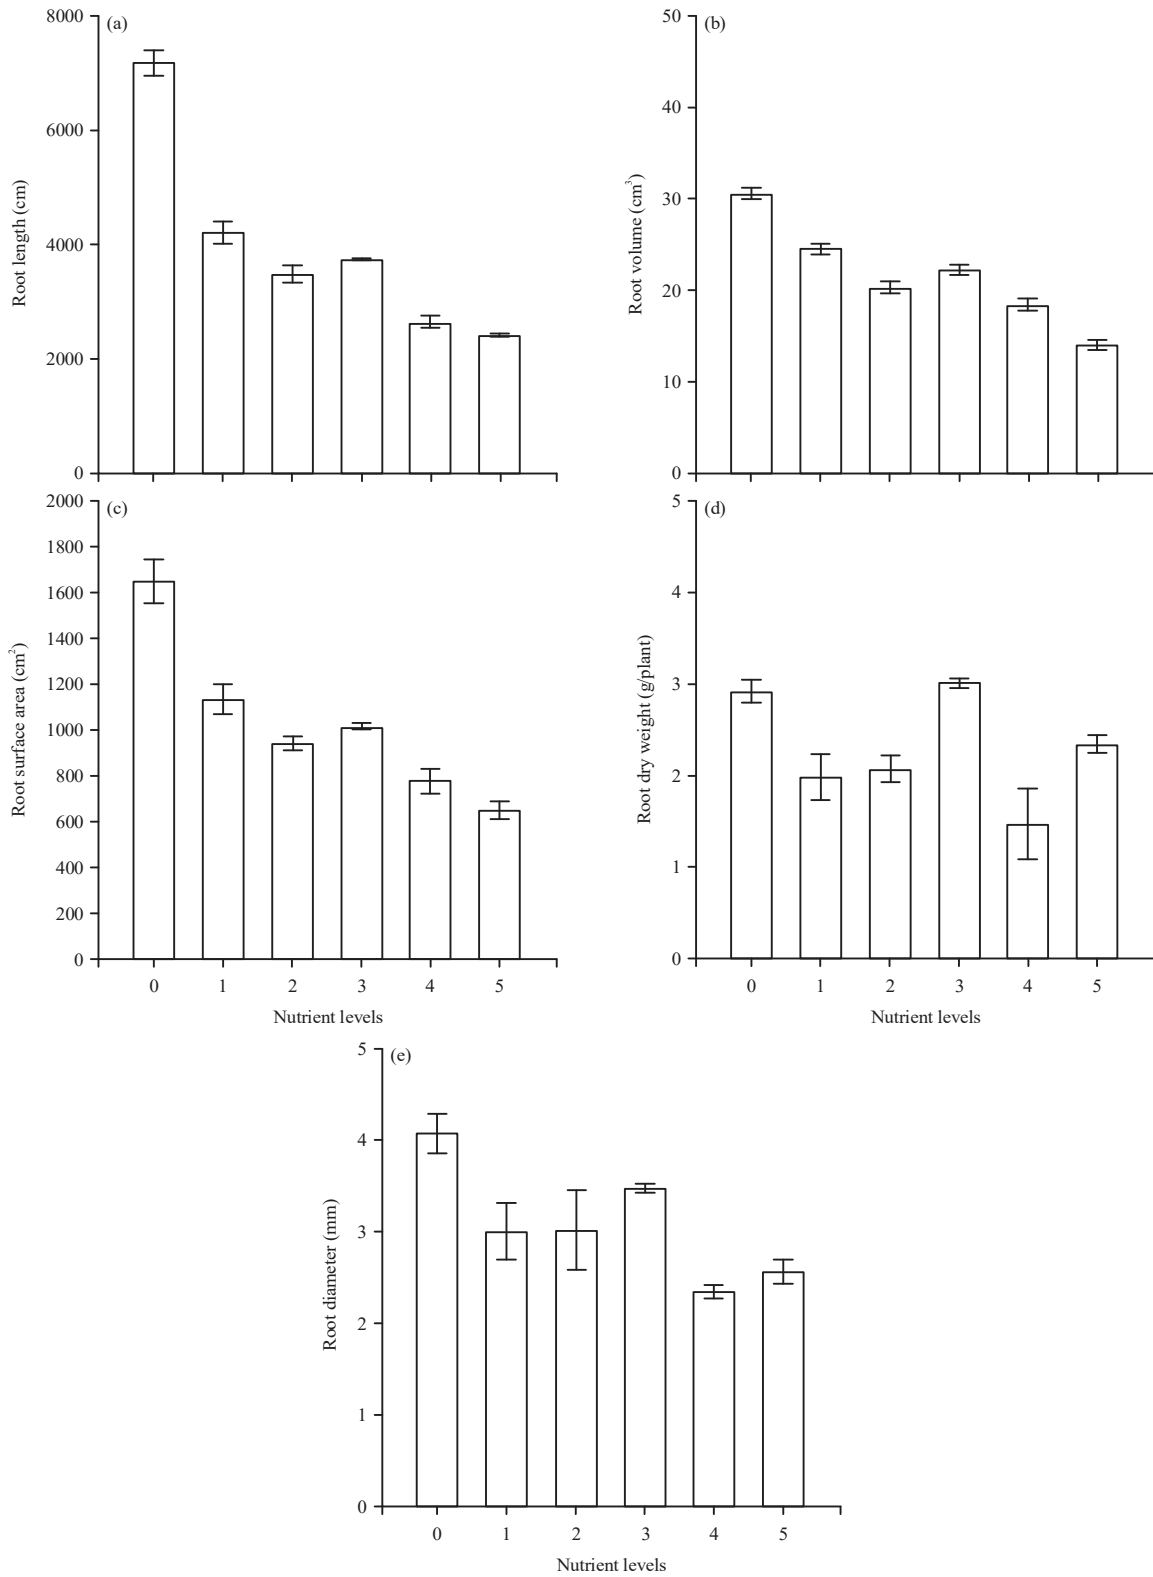 (a)
8000
6000
4000
2000
0
Root length (cm)
(b)
50
40
30
20
10
0
Root volume (cm³)
(c)
2000
1800
1600
1400
1200
1000
800
600
400
200
0
Root surface area (cm²)
0 1 2 3 4 5
Nutrient levels
(d)
5
4
3
2
1
0
Root dry weight (g/plant)
0 1 2 3 4 5
Nutrient levels
(e)
5
4
3
2
1
0
Root diameter (mm)
0 1 2 3 4 5
Nutrient levels